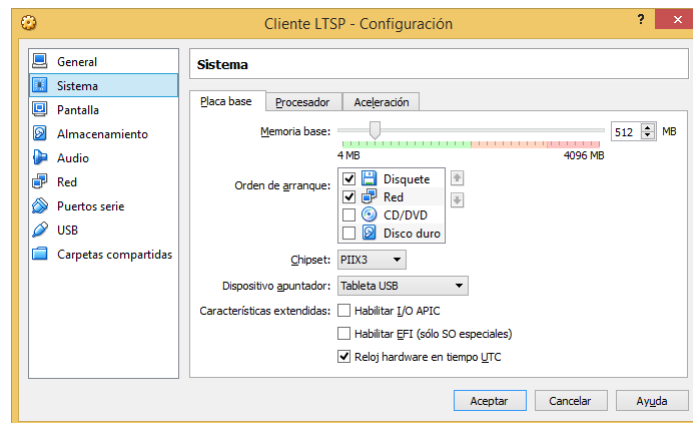 Cliente LTSP - Configuración
? ×
General
Sistema
Pantalla
Almacenamiento
Audio
Red
Puertos serie
USB
Carpetas compartidas
Sistema
Placa base Procesador Aceleración
Memoria base: 512 MB
4 MB 4096 MB
Orden de arranque: Disquete
Red
CD/DVD
Disco duro
Chipset: PIIX3
Dispositivo apuntador: Tableta USB
Características extendidas: Habilitar I/O APIC
Habilitar EFI (sólo SO especiales)
Reloj hardware en tiempo UTC
Aceptar Cancelar Ayuda